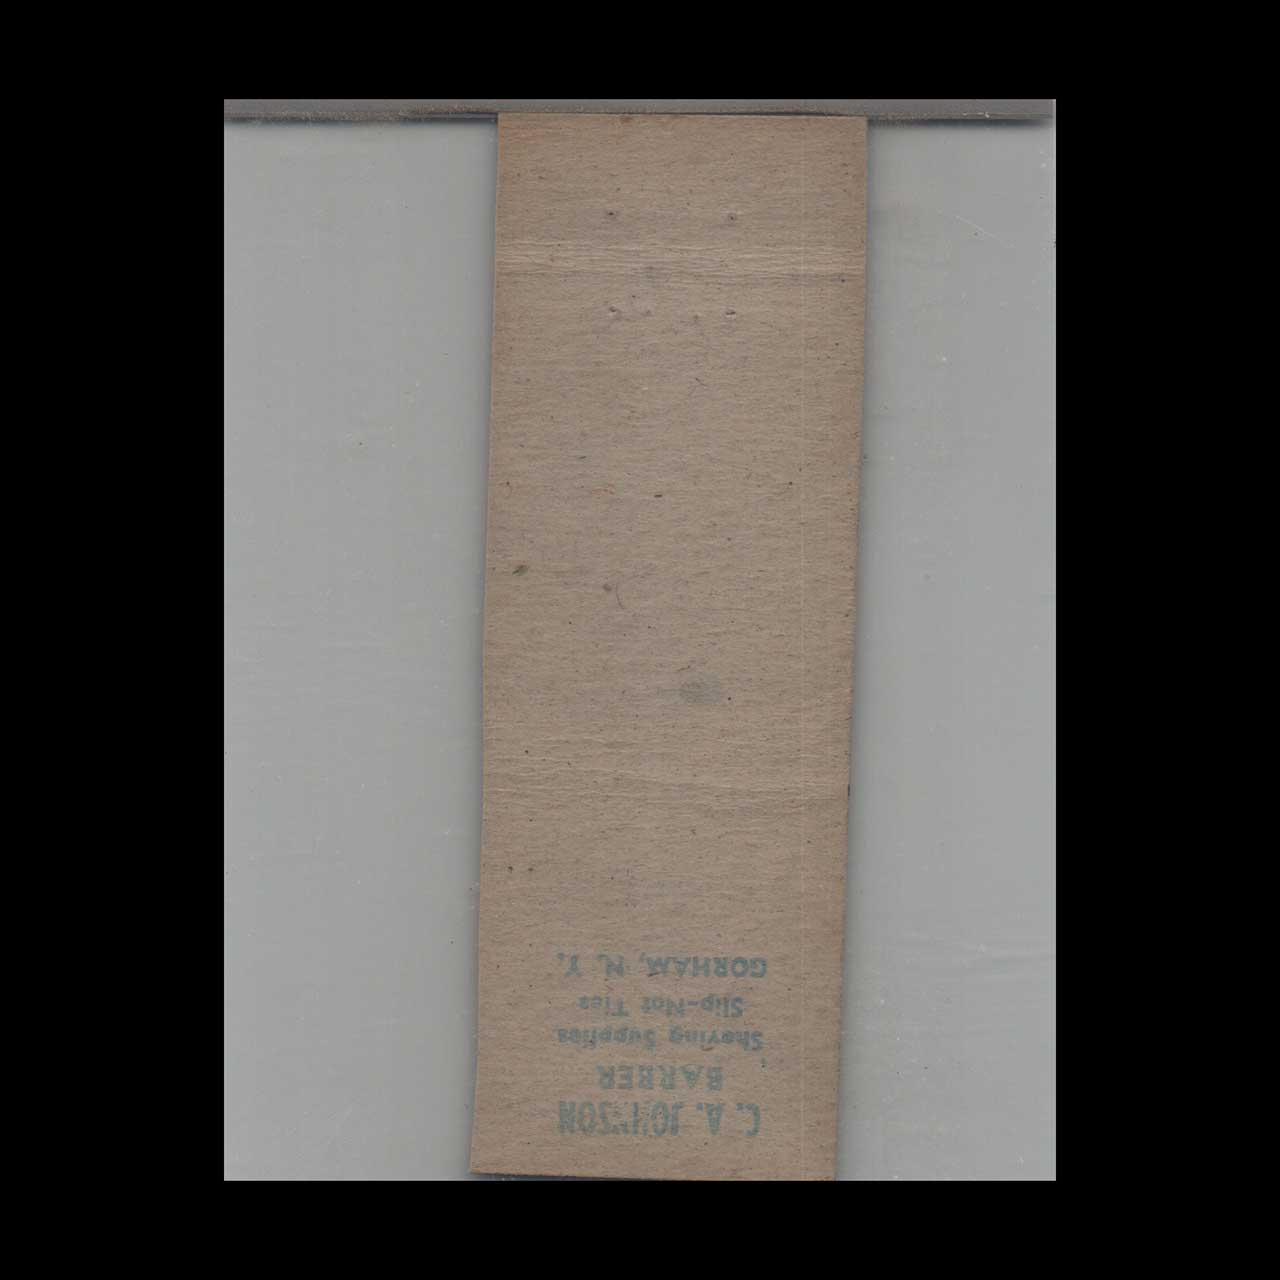 C. A. JOHNSON
BARBER
Shaving Supplies
Slip-Not Ties
GORHAM, N. Y.